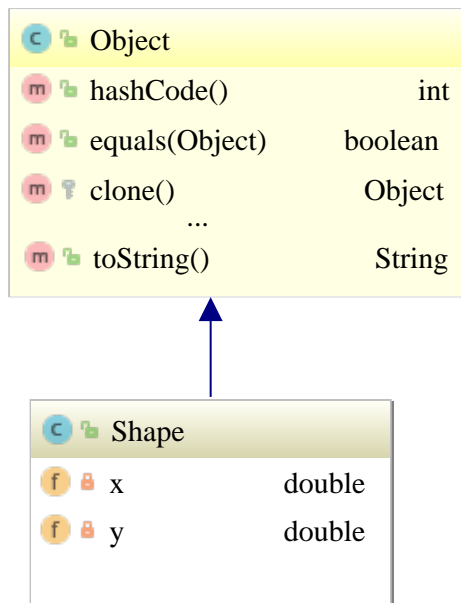 c Object
m hashCode() int
m equals(Object) boolean
m clone() Object
...
m toString() String
c Shape
f x double
f y double